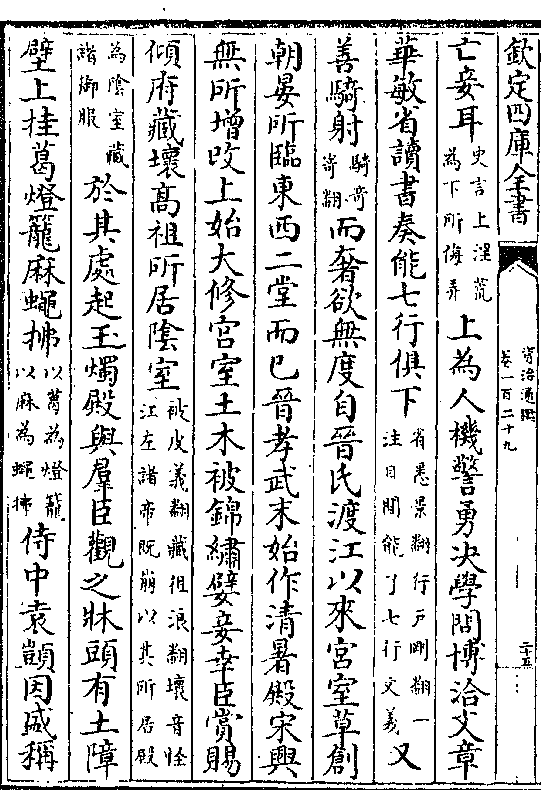 欽定四庫全書
資治通鑑
卷一百二十九
二十五
亡妾耳史言上淫荒為下所侮弄上為人機警勇决學問博洽文章
華敏省讀書奏能七行俱下省悉景翻行戸剛翻一注目間能了七行文義又
善騎射騎奇寄翻而奢欲無度自晉氏渡江以來宮室草創
朝宴所臨東西二堂而已晉孝武末始作清暑殿宋興
無所增改上始大修宮室土木被錦繡嬖妾幸臣賞賜
傾府藏壞髙祖所居陰室被皮義翻藏徂浪翻壞音怪江左諸帝既崩以其所居殿
為陰室藏諸御服於其處起玉燭殿與羣臣觀之牀頭有土障
壁上挂葛燈籠麻蠅拂以葛為燈籠以麻為蠅拂侍中袁顗因盛稱